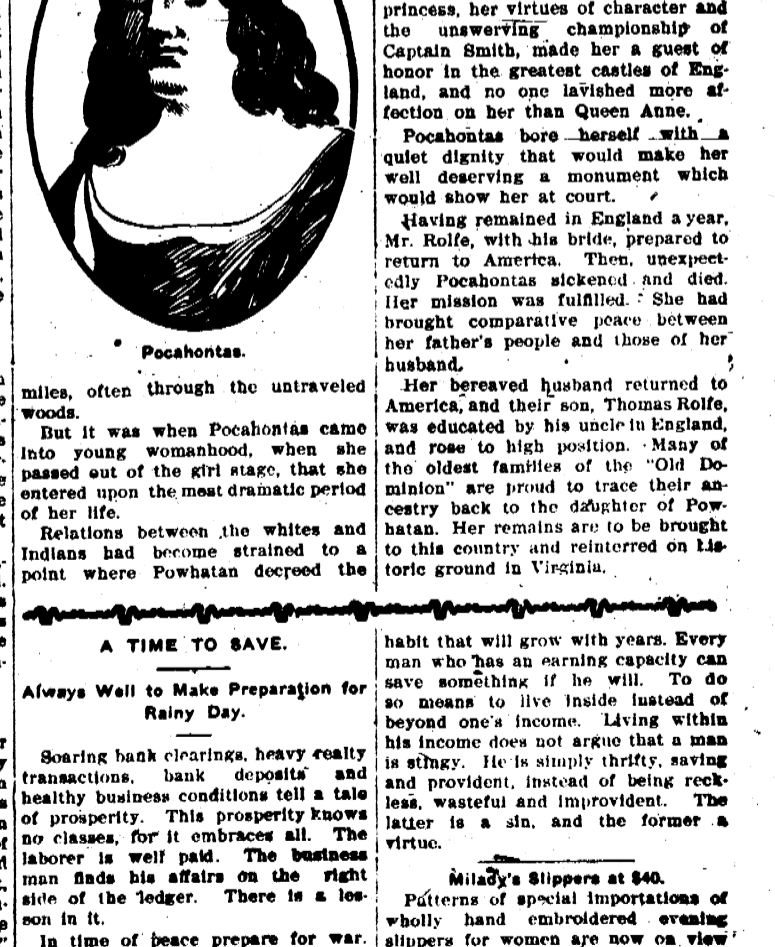 Pocahontas.
miles, often through the untraveled
woods.
But it was when Pocahontas came
into young womanhood, when she
passed out of the girl stage, that she
entered upon the most dramatic period
of her life.
Relations between the whites and
Indians had become strained to a
point where Powhatan decreed the
princess, her virtues of character and
the unswerving championship of
Captain Smith, made her a guest of
honor in the greatest castles of Eng-
land, and no one lavished more af-
fection on her than Queen Anne.
Pocahontas bore herself with a
quiet dignity that would make her
well deserving a monument which
would show her at court.
Having remained in England a year,
Mr. Rolfe, with his bride, prepared to
return to America. Then, unexpect-
edly Pocahontas sickened and died.
Her mission was fulfilled. She had
brought comparative peace between
her father's people and those of her
husband.
Her bereaved husband returned to
America, and their son, Thomas Rolfe,
was educated by his uncle in England,
and rose to high position. Many of
the oldest families of the "Old Do-
minion" are proud to trace their an-
cestry back to the daughter of Pow-
hatan. Her remains are to be brought
to this country and reinterred on his-
toric ground in Virginia.
A TIME TO SAVE.
Always Well to Make Preparation for
Rainy Day.
Soaring bank clearings, heavy realty
transactions, bank deposits and
healthy business conditions tell a tale
of prosperity. This prosperity knows
no classes, for it embraces all. The
laborer is well paid. The business
man finds his affairs on the right
side of the ledger. There is a les-
son in it.
In time of peace prepare for war.
habit that will grow with years. Every
man who has an earning capacity can
save something if he will. To do
so means to live inside instead of
beyond one's income. Living within
his income does not argue that a man
is stingy. He is simply thrifty, saving
and provident, instead of being reck-
less, wasteful and improvident. The
latter is a sin, and the former a
virtue.
Milady's Slippers at $40.
Patterns of special importations of
wholly hand embroidered evening
slippers for women are now on view